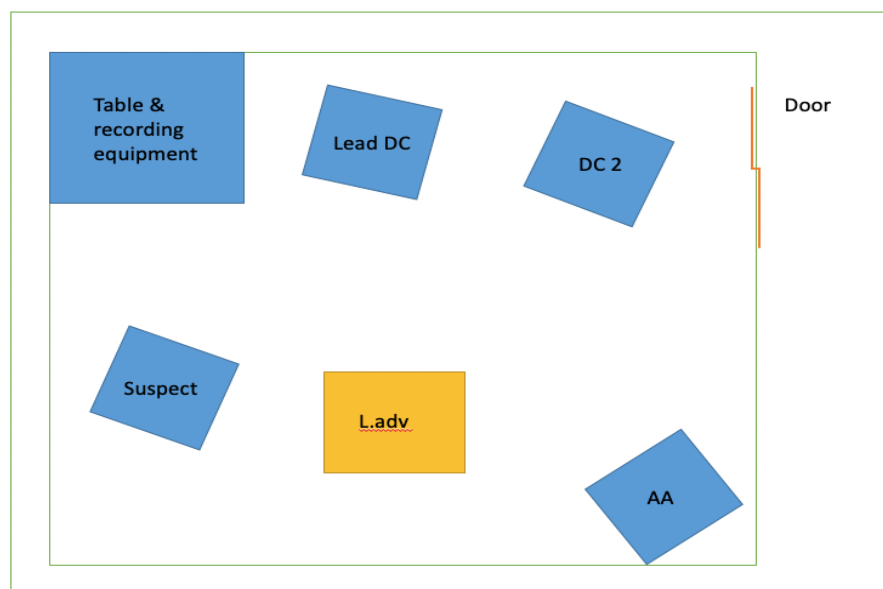 Table &
recording
equipment
Lead DC
DC 2
Door
Suspect
L.adv
AA